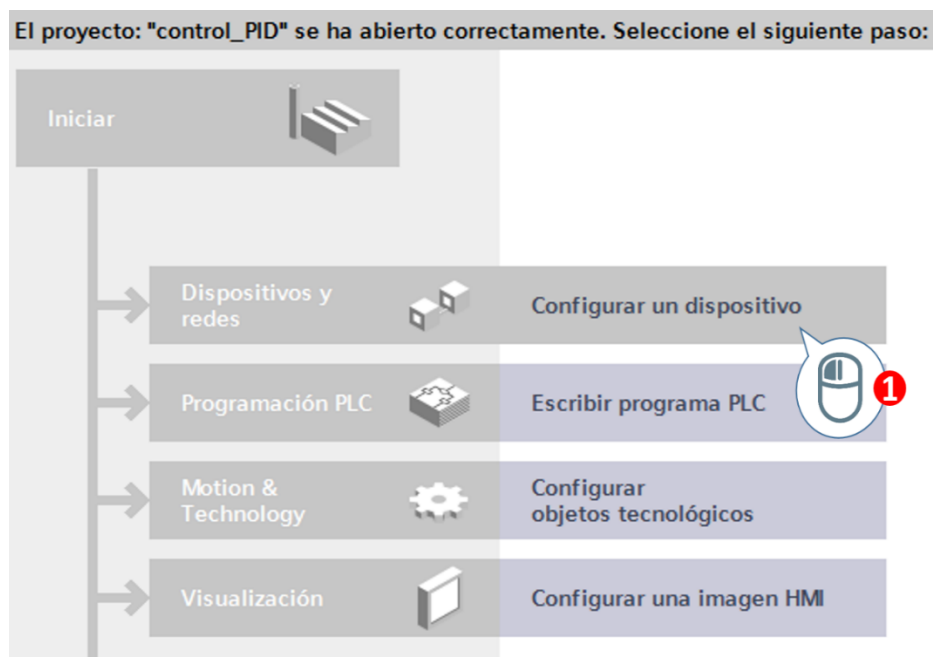 El proyecto: "control_PID" se ha abierto correctamente. Seleccione el siguiente paso:
Iniciar
Dispositivos y
redes
Configurar un dispositivo
Programación PLC
Escribir programa PLC
1
Motion &
Technology
Configurar
objetos tecnológicos
Visualización
Configurar una imagen HMI